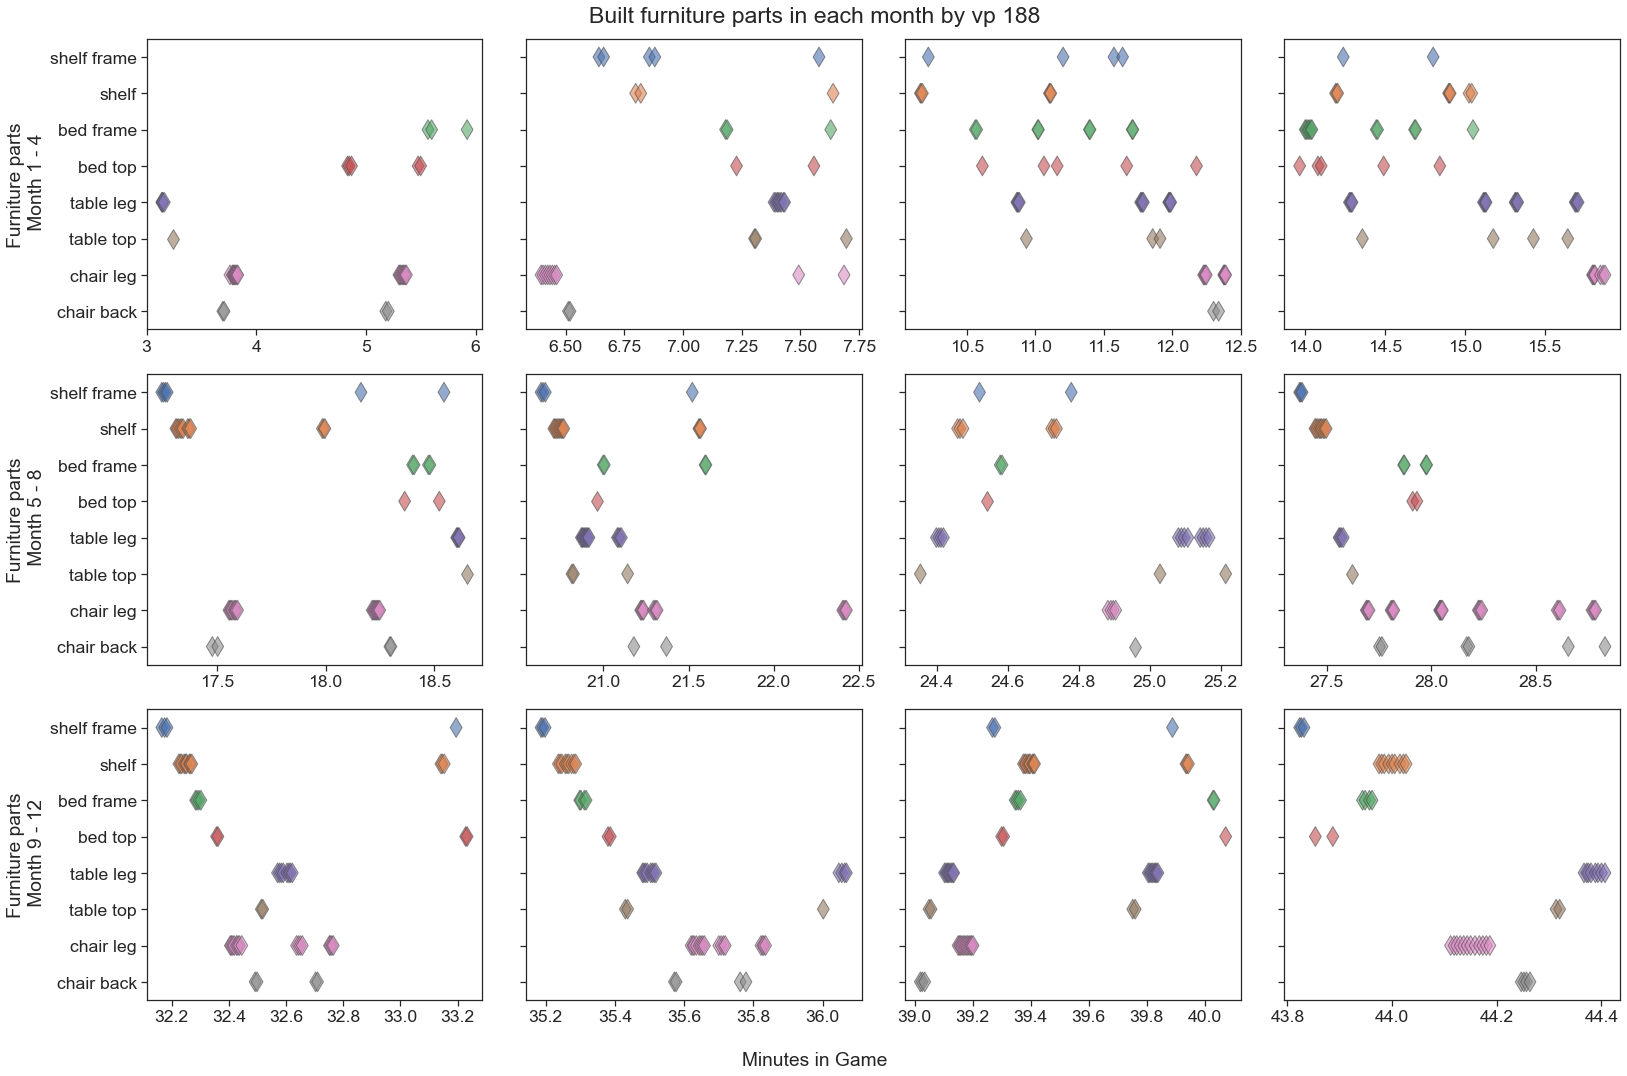 Built furniture parts in each month by vp 188
Furniture parts
Month 1 - 4
shelf frame
shelf
bed frame
bed top
table leg
table top
chair leg
chair back
3 4 5 6
6.50 6.75 7.00 7.25 7.50 7.75
10.5 11.0 11.5 12.0 12.5
14.0 14.5 15.0 15.5
Furniture parts
Month 5 - 8
shelf frame
shelf
bed frame
bed top
table leg
table top
chair leg
chair back
17.5 18.0 18.5
21.0 21.5 22.0 22.5
24.4 24.6 24.8 25.0 25.2
27.5 28.0 28.5
Furniture parts
Month 9 - 12
shelf frame
shelf
bed frame
bed top
table leg
table top
chair leg
chair back
32.2 32.4 32.6 32.8 33.0 33.2
35.2 35.4 35.6 35.8 36.0
39.0 39.2 39.4 39.6 39.8 40.0
43.8 44.0 44.2 44.4
Minutes in Game